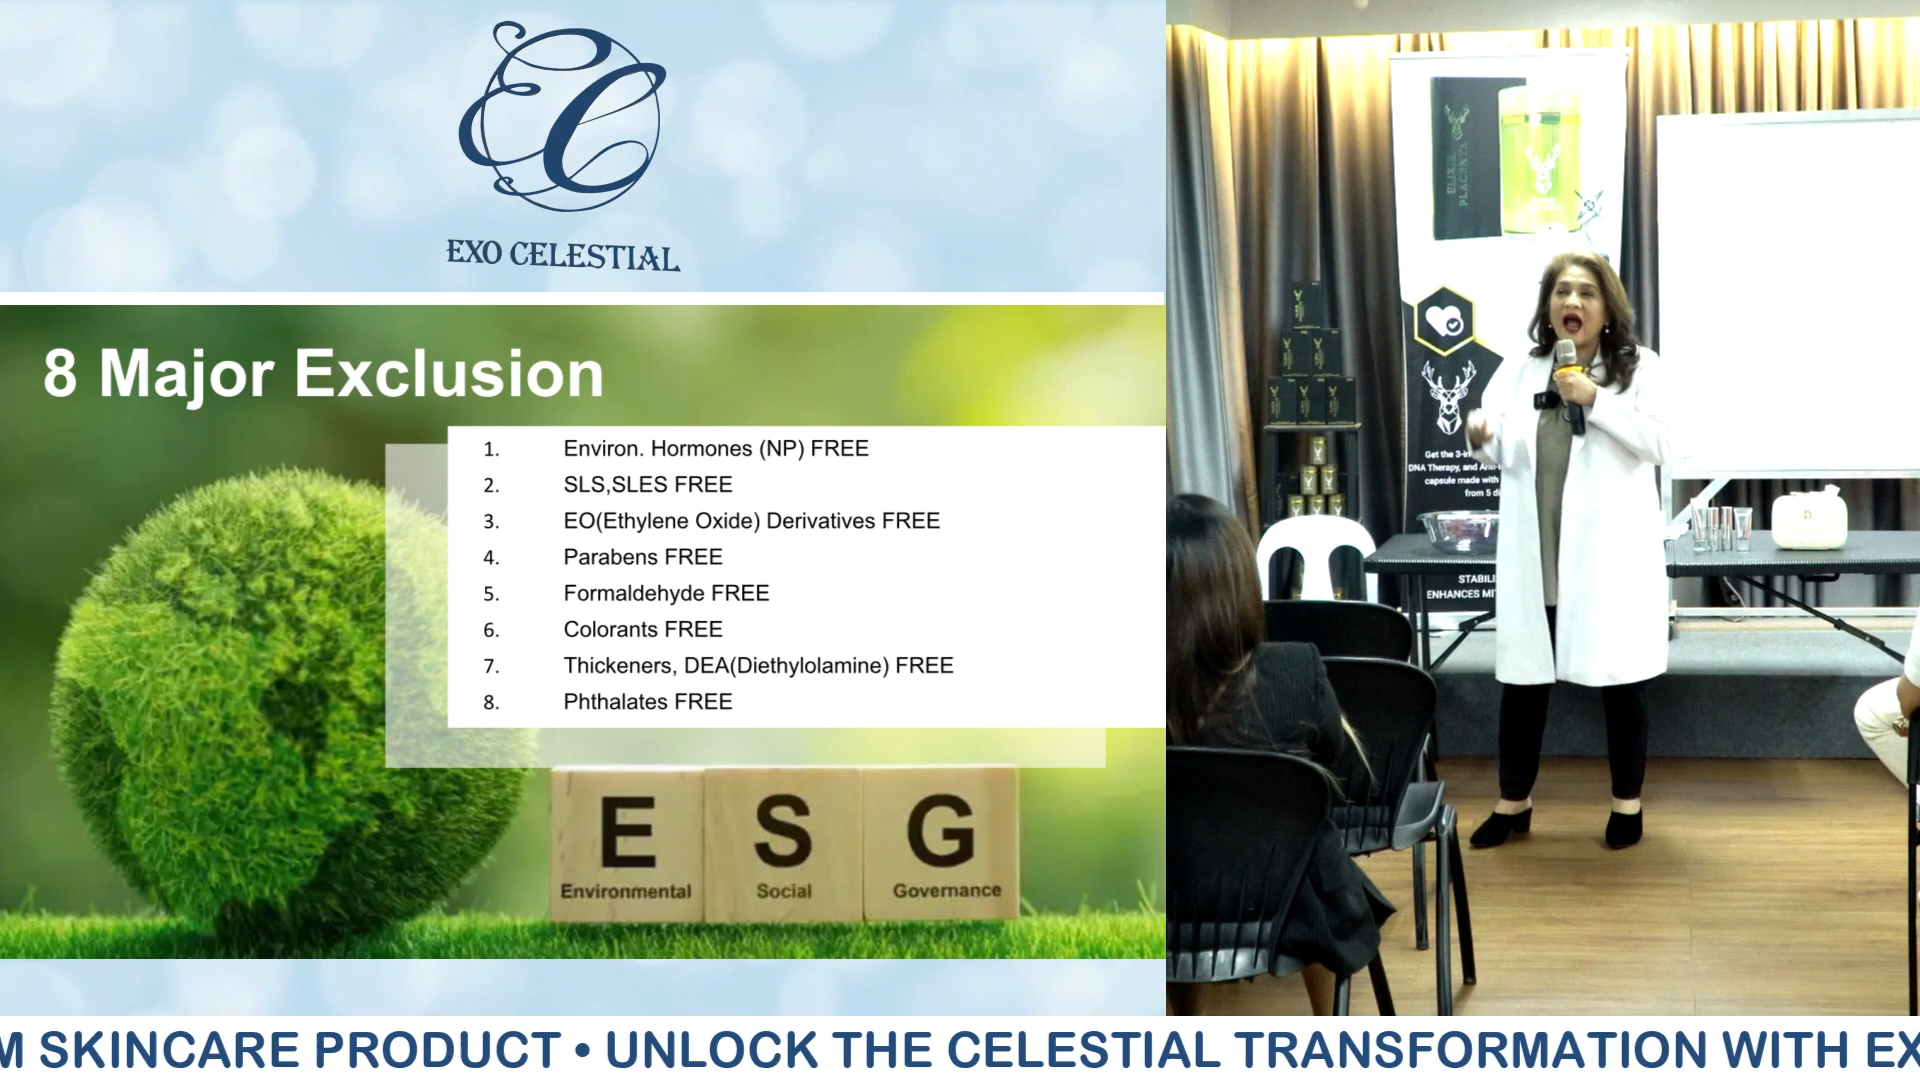 EC
EXO CELESTIAL
8 Major Exclusion
1. Environ. Hormones (NP) FREE
2. SLS,SLES FREE
3. EO(Ethylene Oxide) Derivatives FREE
4. Parabens FREE
5. Formaldehyde FREE
6. Colorants FREE
7. Thickeners, DEA(Diethylolamine) FREE
8. Phthalates FREE
E S G
Environmental Social Governance
ELIXIR
PLACENTA
Get the 3-in
DNA Therapy, and Anti-
capsule made with
from 5 di
STABILI
ENHANCES MIT
M SKINCARE PRODUCT • UNLOCK THE CELESTIAL TRANSFORMATION WITH EX